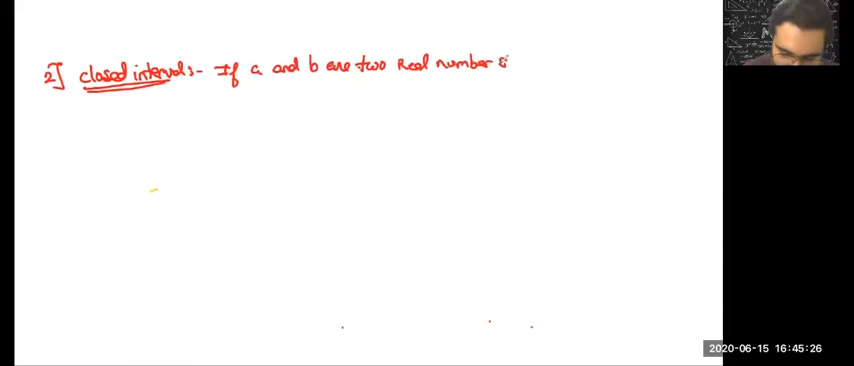 2] closed intervals:- If a and b are two Real number &
2020-06-15 16:45:26